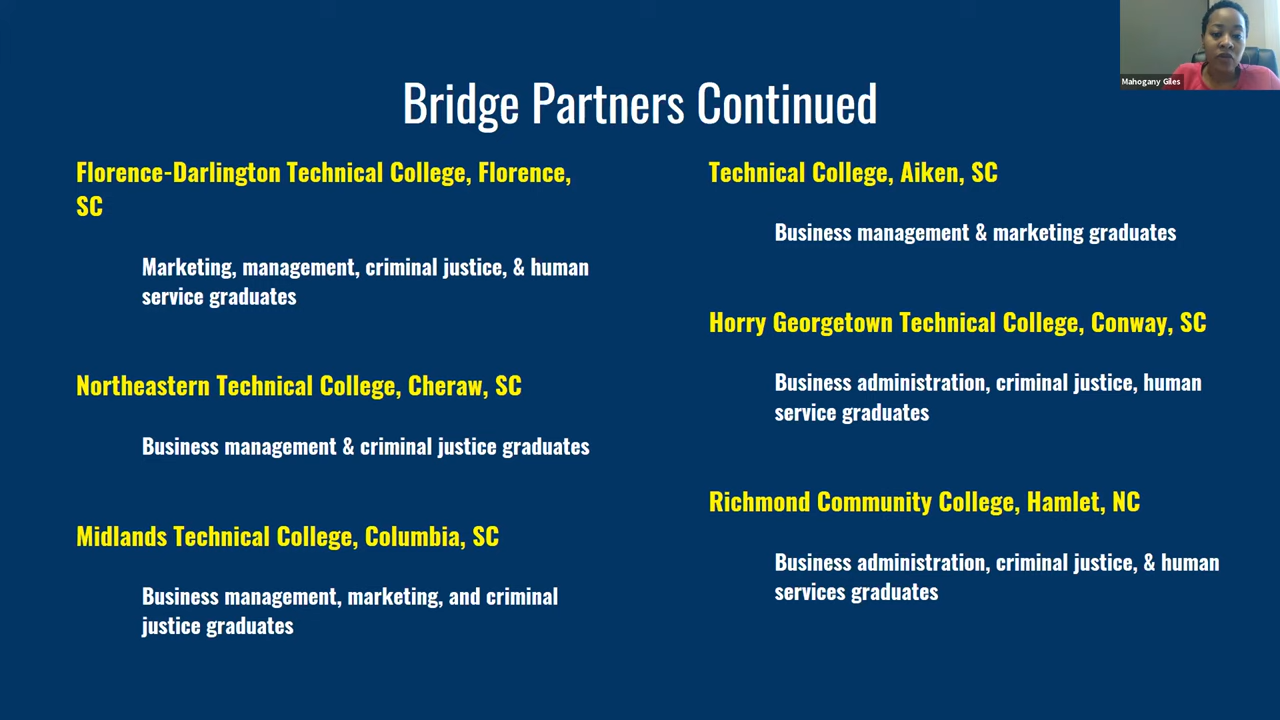 Bridge Partners Continued
Florence-Darlington Technical College, Florence,
SC
Marketing, management, criminal justice, & human
service graduates
Northeastern Technical College, Cheraw, SC
Business management & criminal justice graduates
Midlands Technical College, Columbia, SC
Business management, marketing, and criminal
justice graduates
Technical College, Aiken, SC
Business management & marketing graduates
Horry Georgetown Technical College, Conway, SC
Business administration, criminal justice, human
service graduates
Richmond Community College, Hamlet, NC
Business administration, criminal justice, & human
services graduates
Mahogany Giles